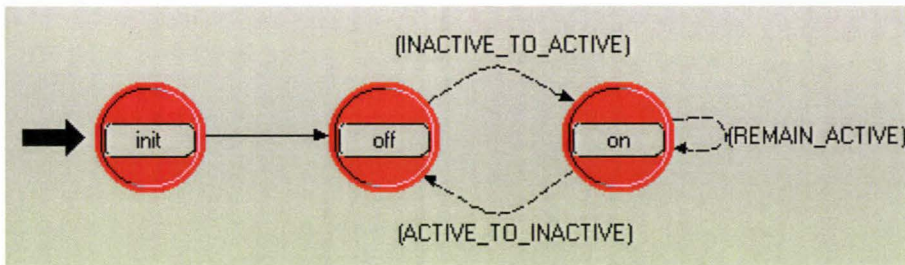 (INACTIVE_TO_ACTIVE)
init
off
on
(REMAIN_ACTIVE)
(ACTIVE_TO_INACTIVE)